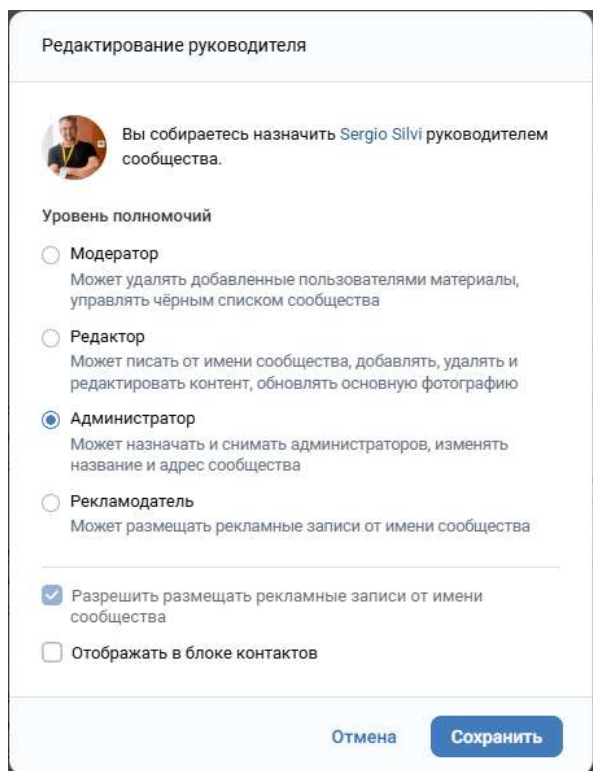 Редактирование руководителя
Вы собираетесь назначить Sergio Silvi руководителем
сообщества.
Уровень полномочий
Модератор
Может удалять добавленные пользователями материалы,
управлять чёрным списком сообщества
Редактор
Может писать от имени сообщества, добавлять, удалять и
редактировать контент, обновлять основную фотографию
Администратор
Может назначать и снимать администраторов, изменять
название и адрес сообщества
Рекламодатель
Может размещать рекламные записи от имени сообщества
Разрешить размещать рекламные записи от имени
сообщества
Отображать в блоке контактов
Отмена Сохранить